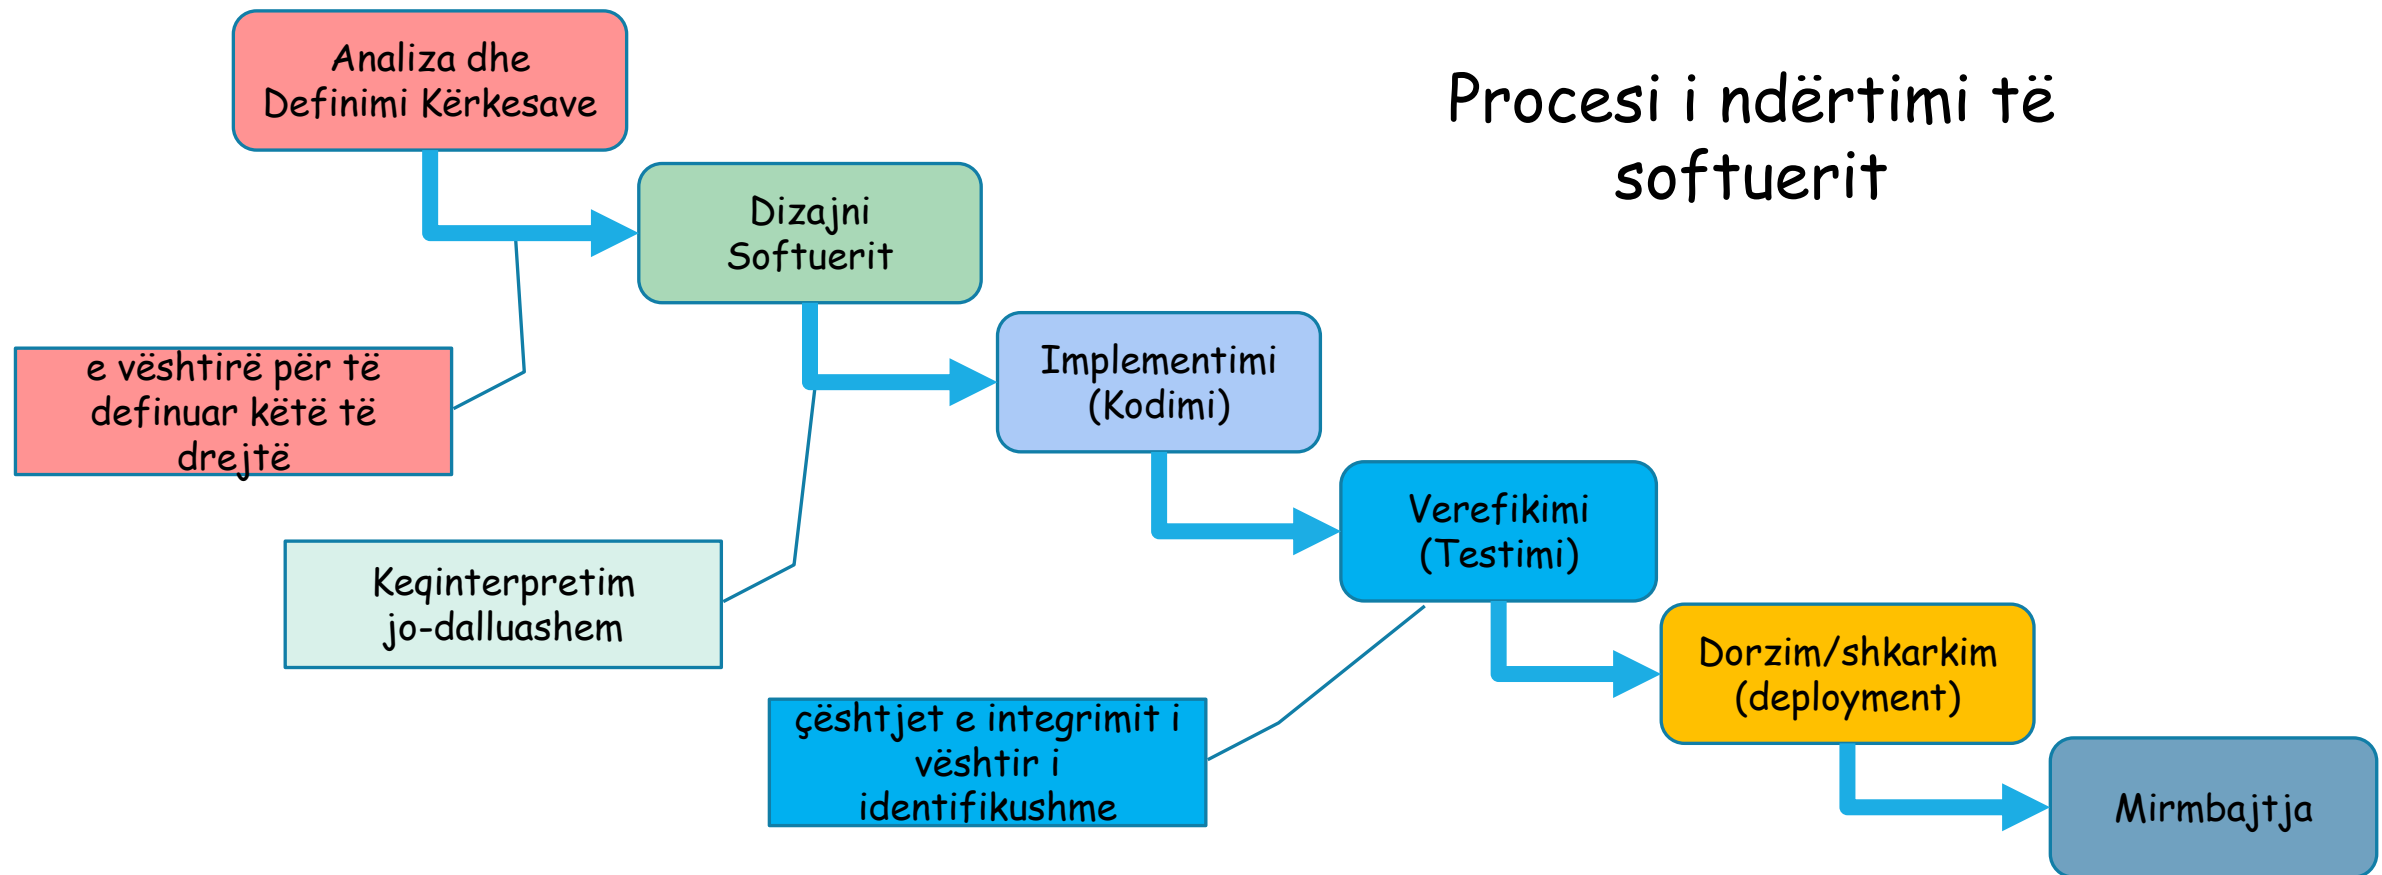 Analiza dhe
Definimi Kërkesave
Procesi i ndërtimi të
softuerit
Dizajni
Softuerit
e vështirë për të
definuar këtë të
drejtë
Implementimi
(Kodimi)
Verefikimi
(Testimi)
Keqinterpretim
jo-dalluashem
Dorzim/shkarkim
(deployment)
çështjet e integrimit i
vështir i
identifikushme
Mirmbajtja